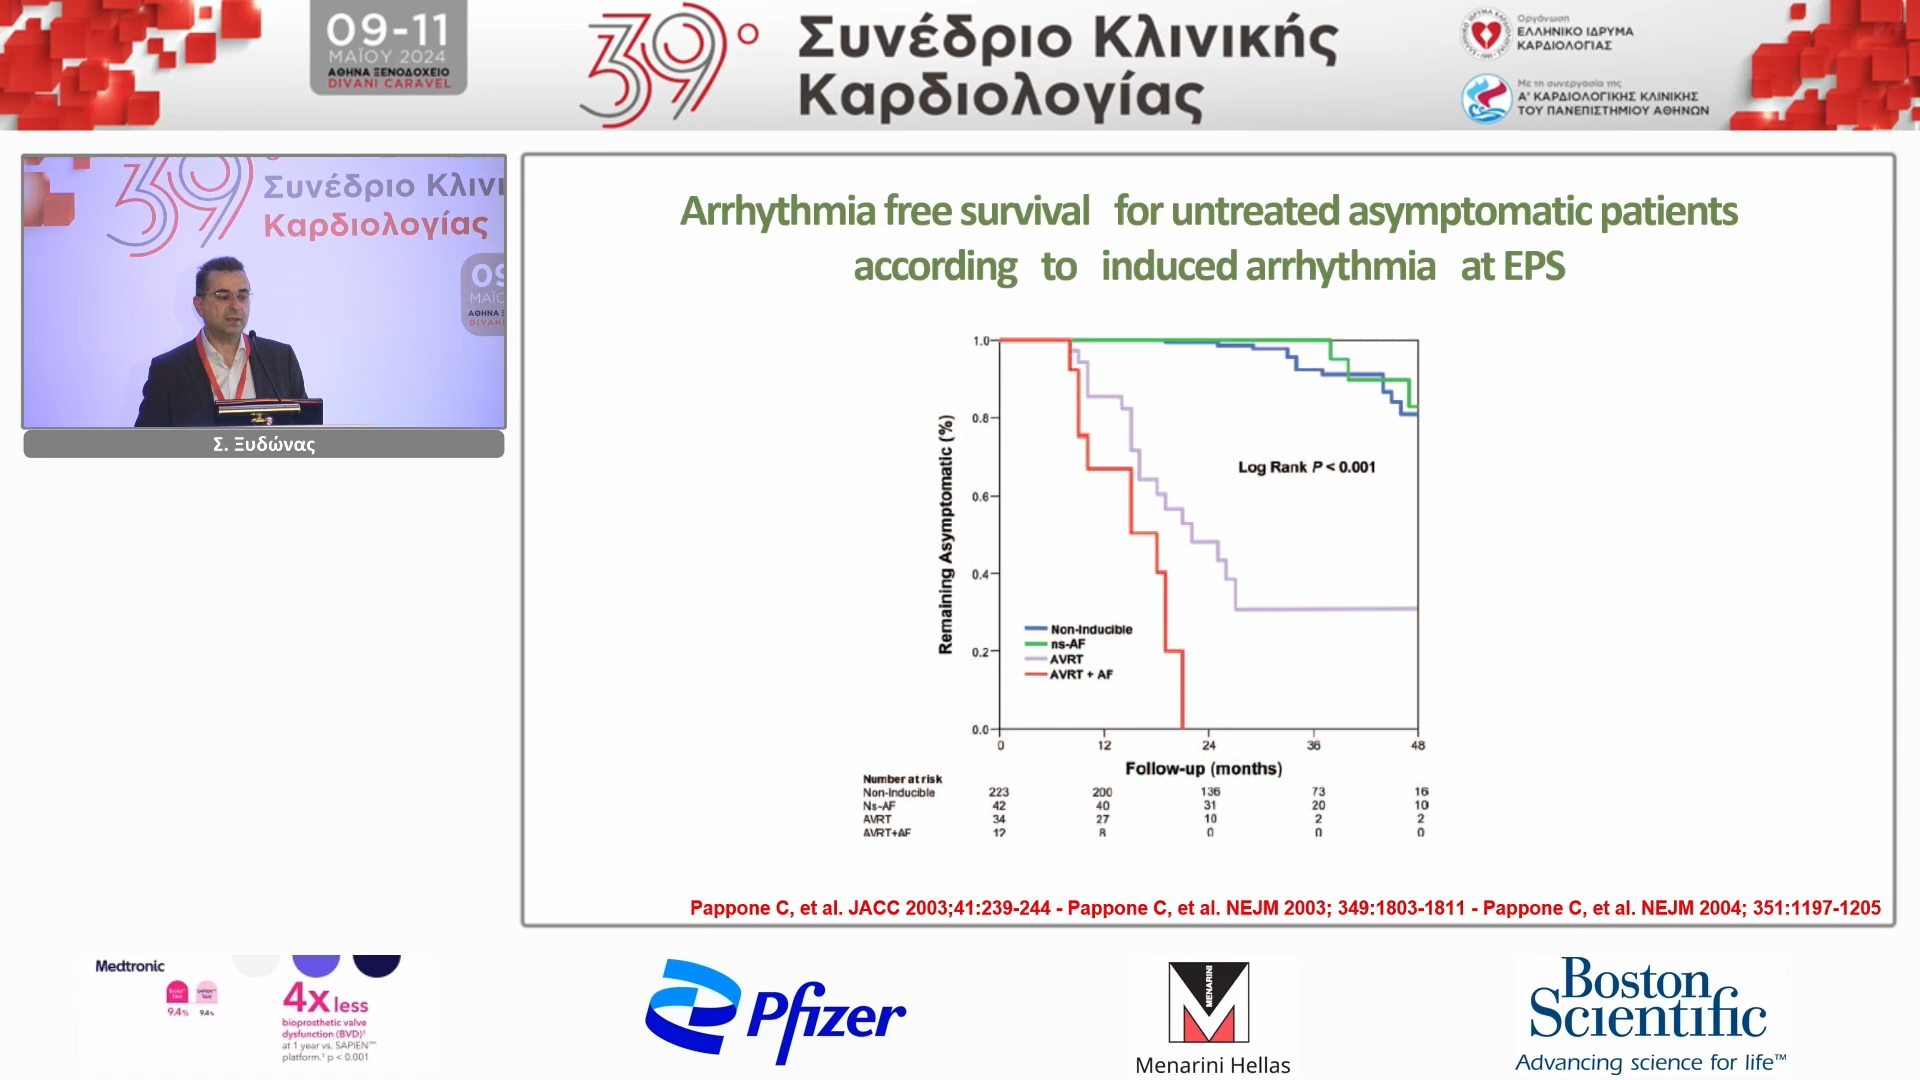 09-11
ΜΑΪΟΥ 2024
ΑΘΗΝΑ ΞΕΝΟΔΟΧΕΙΟ
DIVANI CARAVEL
39ο Συνέδριο Κλινικής
Καρδιολογίας
Οργάνωση
ΕΛΛΗΝΙΚΟ ΙΔΡΥΜΑ
ΚΑΡΔΙΟΛΟΓΙΑΣ
Με τη συνεργασία της
Α' ΚΑΡΔΙΟΛΟΓΙΚΗΣ ΚΛΙΝΙΚΗΣ
ΤΟΥ ΠΑΝΕΠΙΣΤΗΜΙΟΥ ΑΘΗΝΩΝ
39 Συνέδριο Κλινι
Καρδιολογίας
09
ΜΑΪΟ
ΑΘΗΝΑ
DIVANI
Σ. Ξυδώνας
Arrhythmia free survival for untreated asymptomatic patients
according to induced arrhythmia at EPS
Remaining Asymptomatic (%)
1.0
0.8
0.6
0.4
0.2
0.0
Log Rank P < 0.001
Non-Inducible
ns-AF
AVRT
AVRT + AF
0 12 24 36 48
Follow-up (months)
Number at risk
Non-Inducible 223 200 136 73 16
Ns-AF 42 40 31 20 10
AVRT 34 27 10 2 2
AVRT+AF 12 8 0 0 0
Pappone C, et al. JACC 2003;41:239-244 - Pappone C, et al. NEJM 2003; 349:1803-1811 - Pappone C, et al. NEJM 2004; 351:1197-1205
Medtronic
9.4% 9.4%
4x less
bioprosthetic valve
dysfunction (BVD)†
at 1 year vs. SAPIEN™
platform.‡ p < 0.001
Pfizer
MENARINI
Menarini Hellas
Boston
Scientific
Advancing science for life™